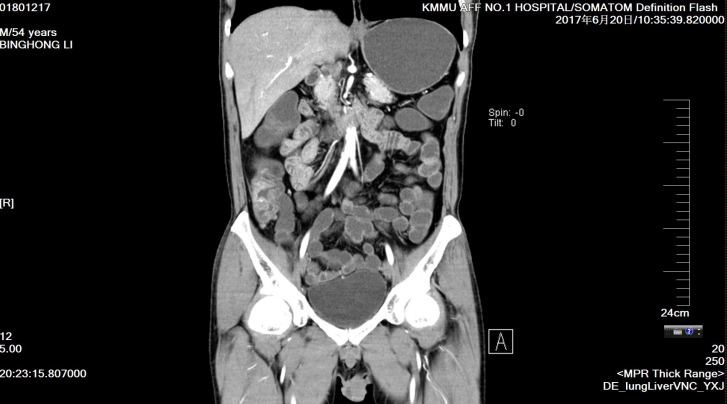 01801217
M/54 years
BINGHONG LI
KMMU AFF NO.1 HOSPITAL/SOMATOM Definition Flash
2017年6月20日/10:35:39.820000
Spin: -0
Tilt: 0
[R]
24cm
A
12
5.00
20:23:15.807000
20
250
<MPR Thick Range>
DE_lungLiverVNC_YXJ